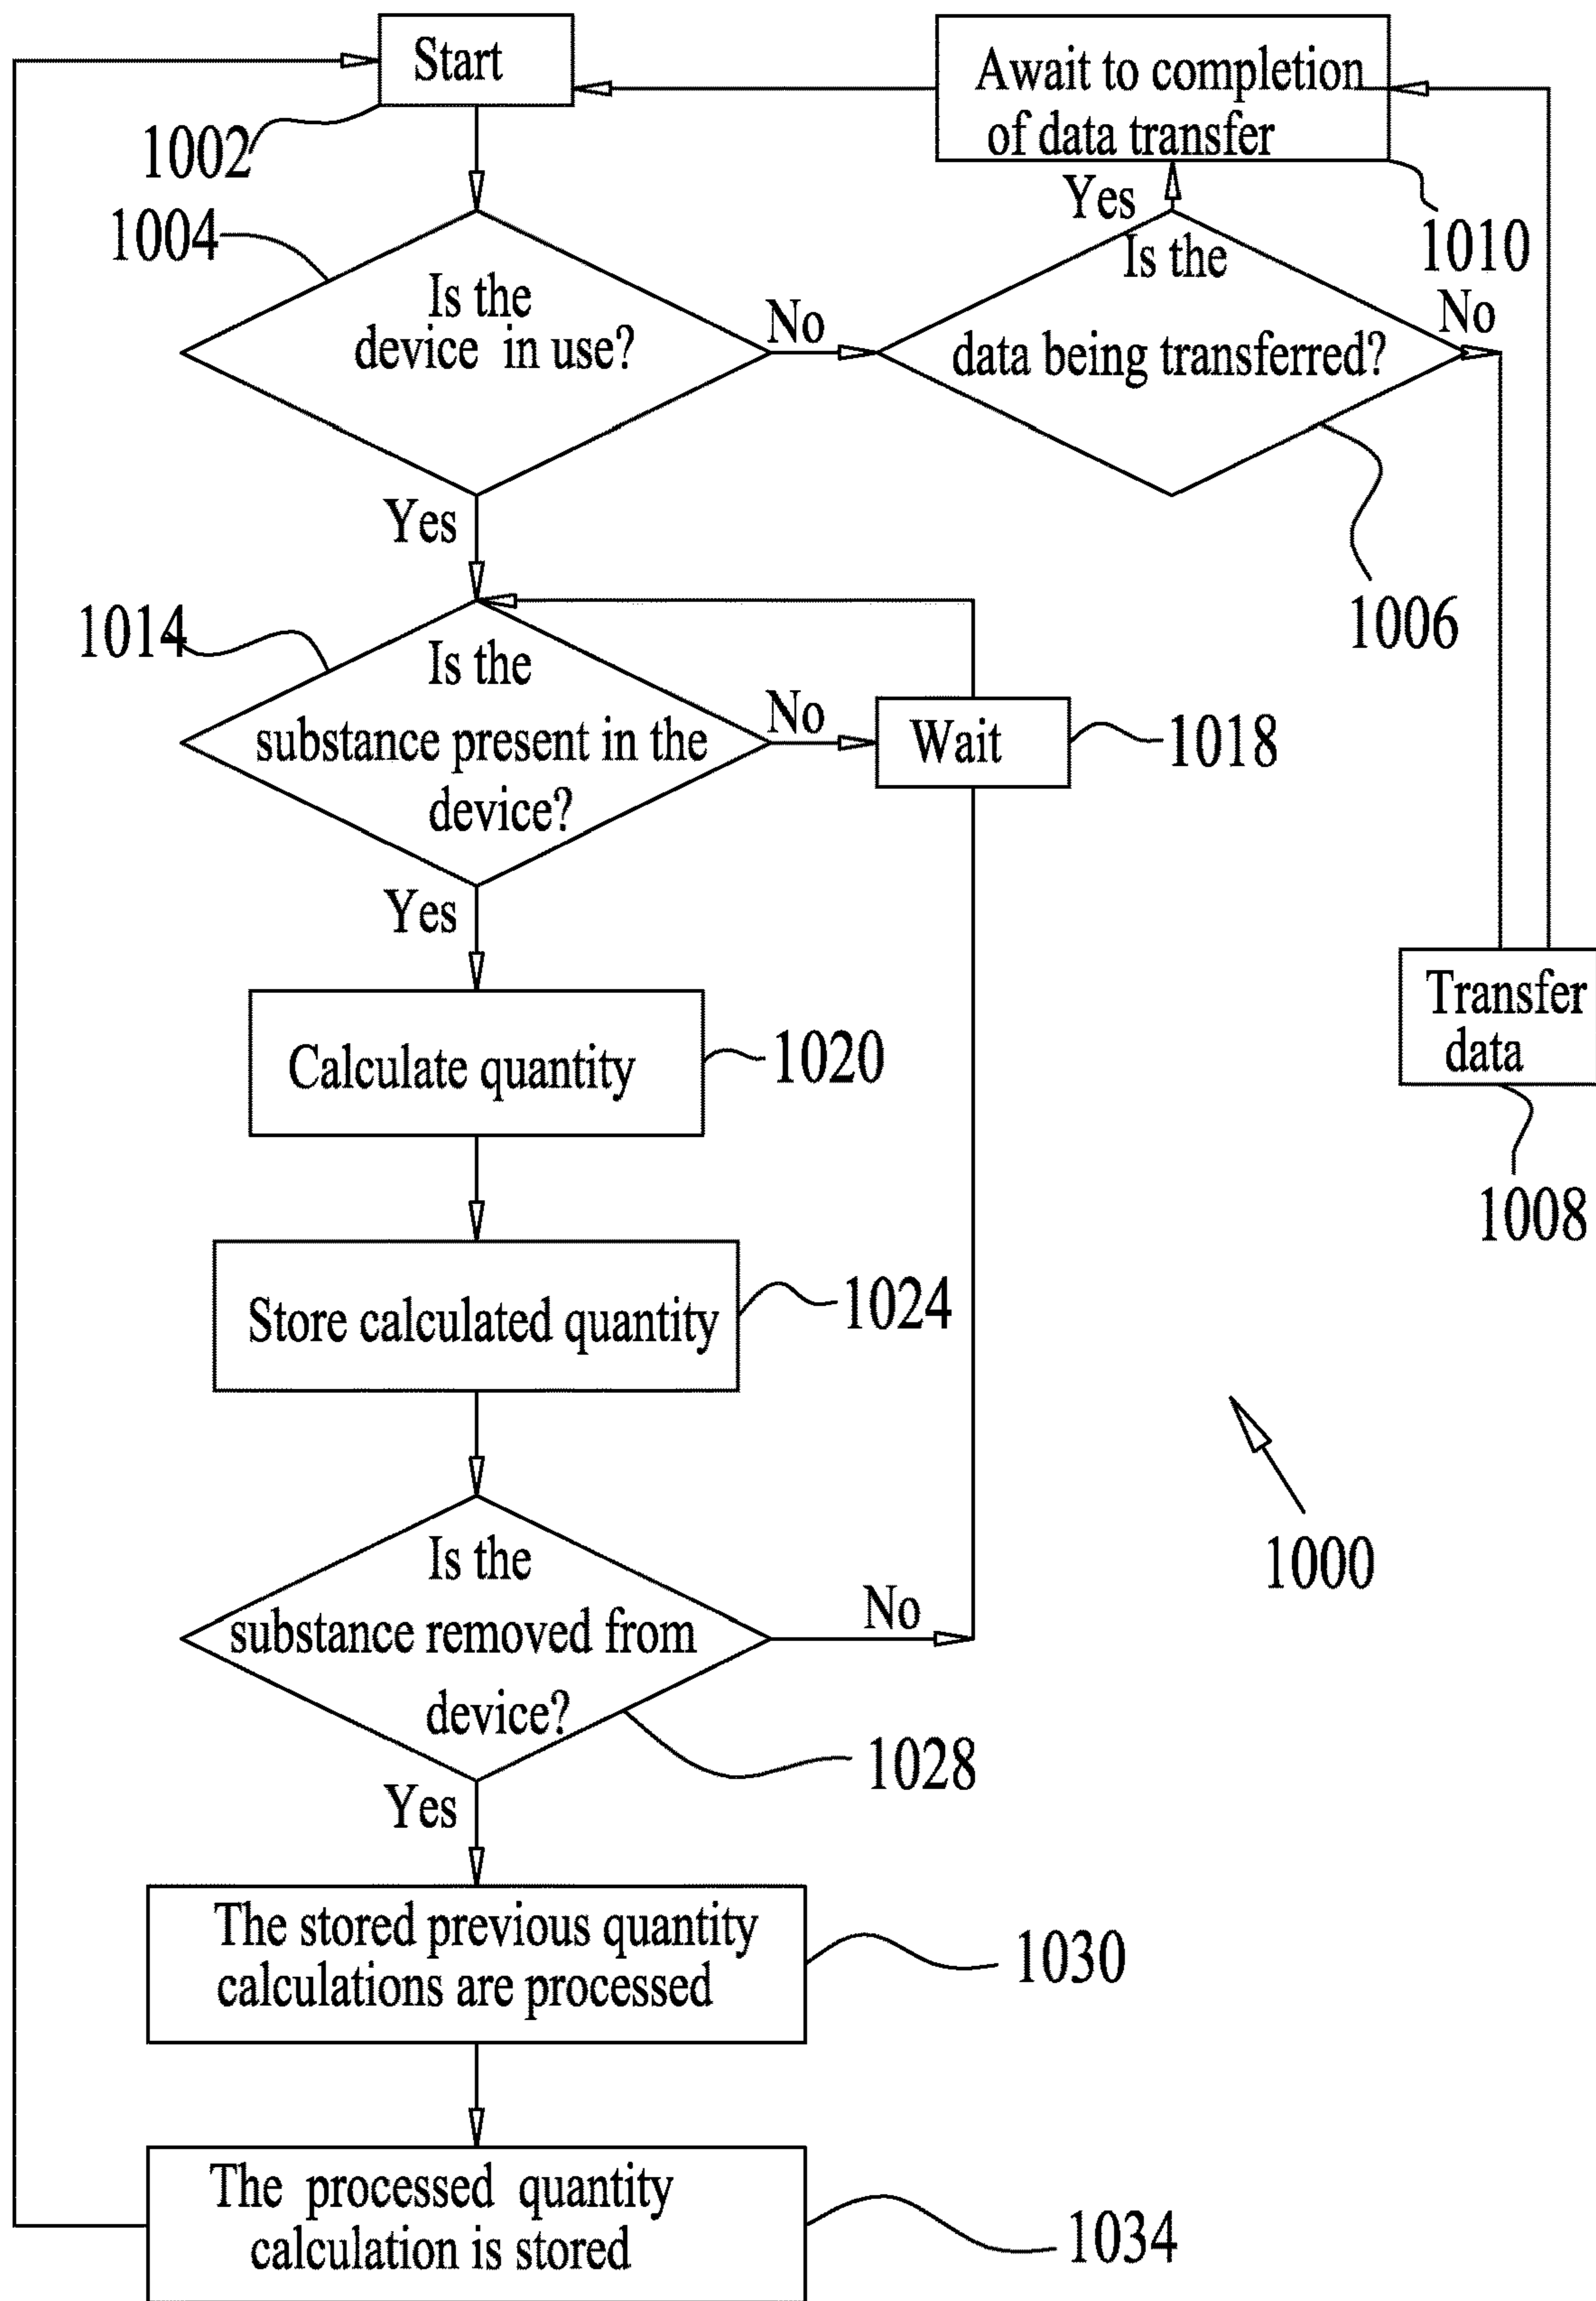 Start
1002
Await to completion
of data transfer
1010
1004
Is the
device in use?
No
Yes
Is the
data being transferred?
No
1006
Yes
1014
Is the
substance present in the
device?
No
Wait
1018
Yes
Transfer
data
1008
Calculate quantity
1020
Store calculated quantity
1024
1000
Is the
substance removed from
device?
No
1028
Yes
The stored previous quantity
calculations are processed
1030
The processed quantity
calculation is stored
1034